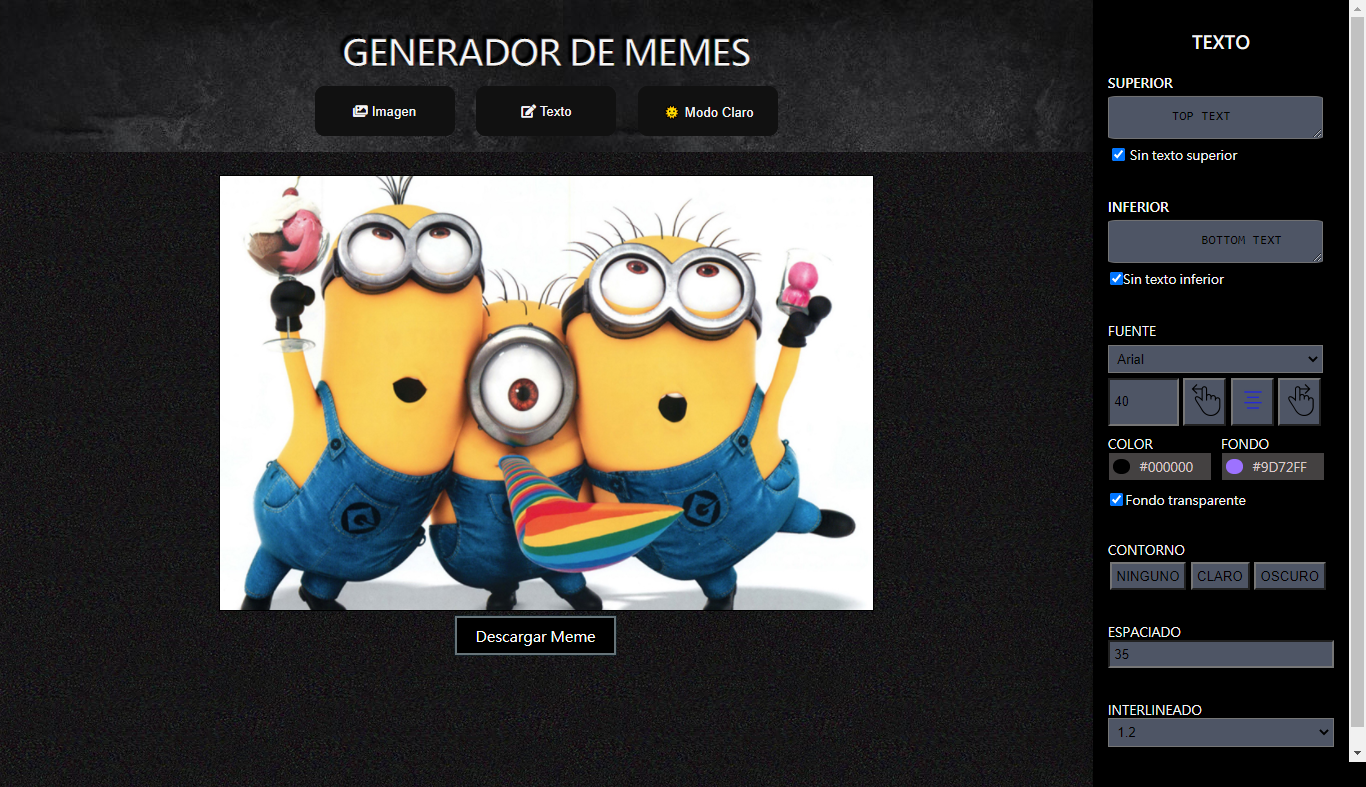 GENERADOR DE MEMES
Imagen
Texto
Modo Claro
Descargar Meme
TEXTO
SUPERIOR
TOP TEXT
Sin texto superior
INFERIOR
BOTTOM TEXT
Sin texto inferior
FUENTE
Arial
40
COLOR FONDO
#000000 #9D72FF
Fondo transparente
CONTORNO
NINGUNO CLARO OSCURO
ESPACIADO
35
INTERLINEADO
1.2